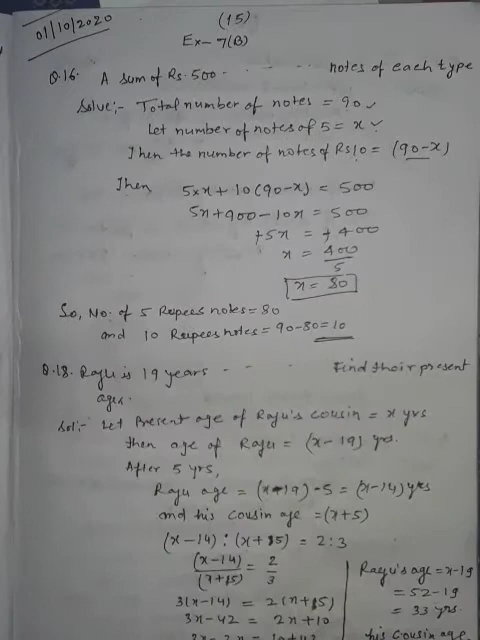 01/10/2020
(15)
Ex-7(B)
Q.16. A sum of Rs. 500 - - - - - notes of each type
Solve:- Total number of notes = 90
Let number of notes of 5 = x
Then the number of notes of Rs10 = (90-x)
Then 5xx + 10(90-x) = 500
5x+900-10x = 500
+5x = +400
x = 400/5
x = 80
So, No: of 5 Rupees notes = 80
and 10 Rupees notes = 90-80=10
Q.18. Raju is 19 years - - - Find their present
ages.
Sol:- Let Present age of Raju's cousin = x yrs
then age of Raju = (x-19) yrs.
After 5 yrs,
Raju age = (x-19)-5 = (x-14) yrs
and his cousin age = (x+5)
(x-14) : (x+5) = 2:3
(x-14)/(x+5) = 2/3
3(x-14) = 2(x+5)
3x-42 = 2x+10
3x-2x = 10+42
Raju's age = x-19
= 52-19
= 33 yrs.
his cousin age